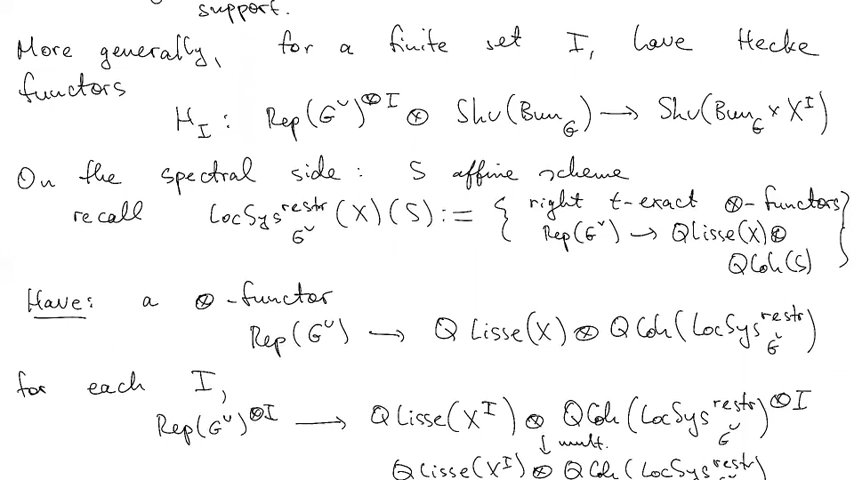 support.
More generally, for a finite set I, have Hecke
functors
H_I : Rep(G^∨)^{⊗I} ⊗ Shv(Bun_G) → Shv(Bun_G × X^I)
On the spectral side : S affine scheme
recall LocSys^{restr}_{G^∨}(X)(S) := { right t-exact ⊗-functors
Rep(G^∨) → QLisse(X) ⊗
QCoh(S) }
Have: a ⊗-functor
Rep(G^∨) → QLisse(X) ⊗ QCoh(LocSys^{restr}_{G^∨})
for each I,
Rep(G^∨)^{⊗I} → QLisse(X^I) ⊗ QCoh(LocSys^{restr}_{G^∨})^{⊗I}
↓ mult.
QLisse(X^I) ⊗ QCoh(LocSys^{restr}_{G^∨})